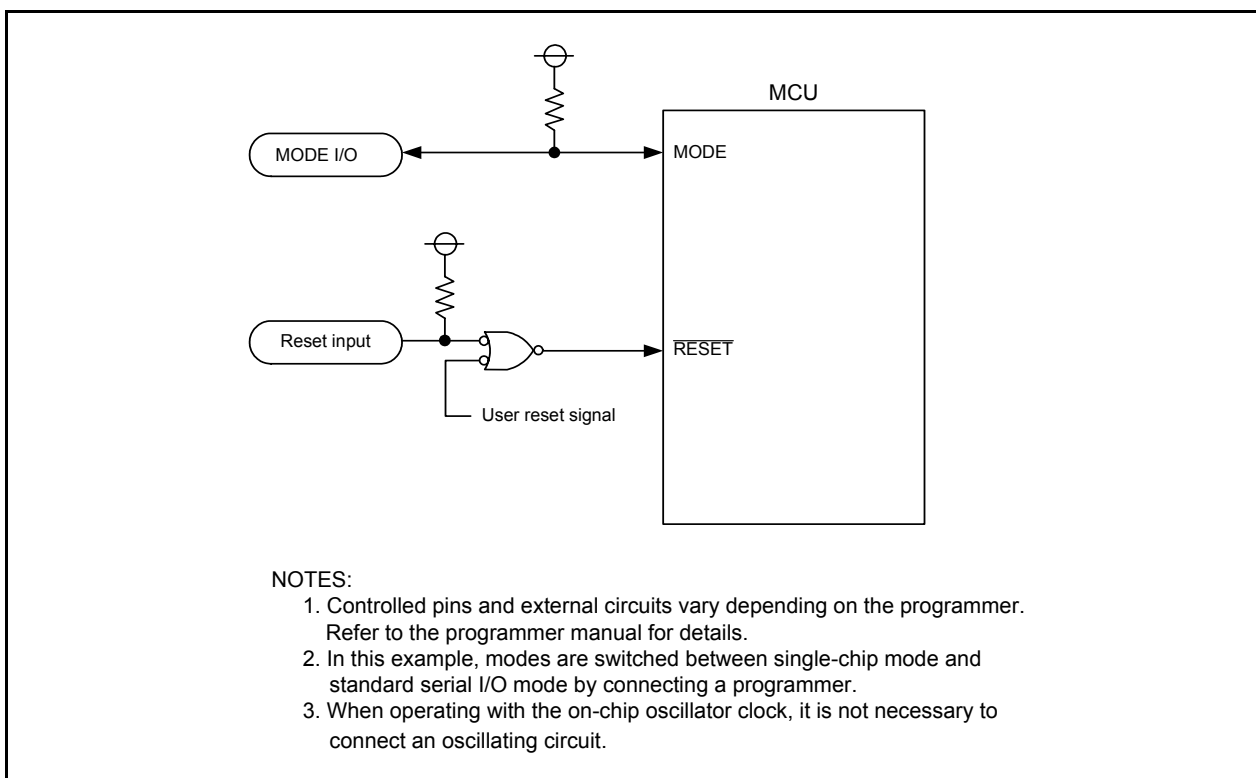 MCU
MODE I/O
MODE
Reset input
RESET
User reset signal
NOTES:
1. Controlled pins and external circuits vary depending on the programmer.
Refer to the programmer manual for details.
2. In this example, modes are switched between single-chip mode and
standard serial I/O mode by connecting a programmer.
3. When operating with the on-chip oscillator clock, it is not necessary to
connect an oscillating circuit.